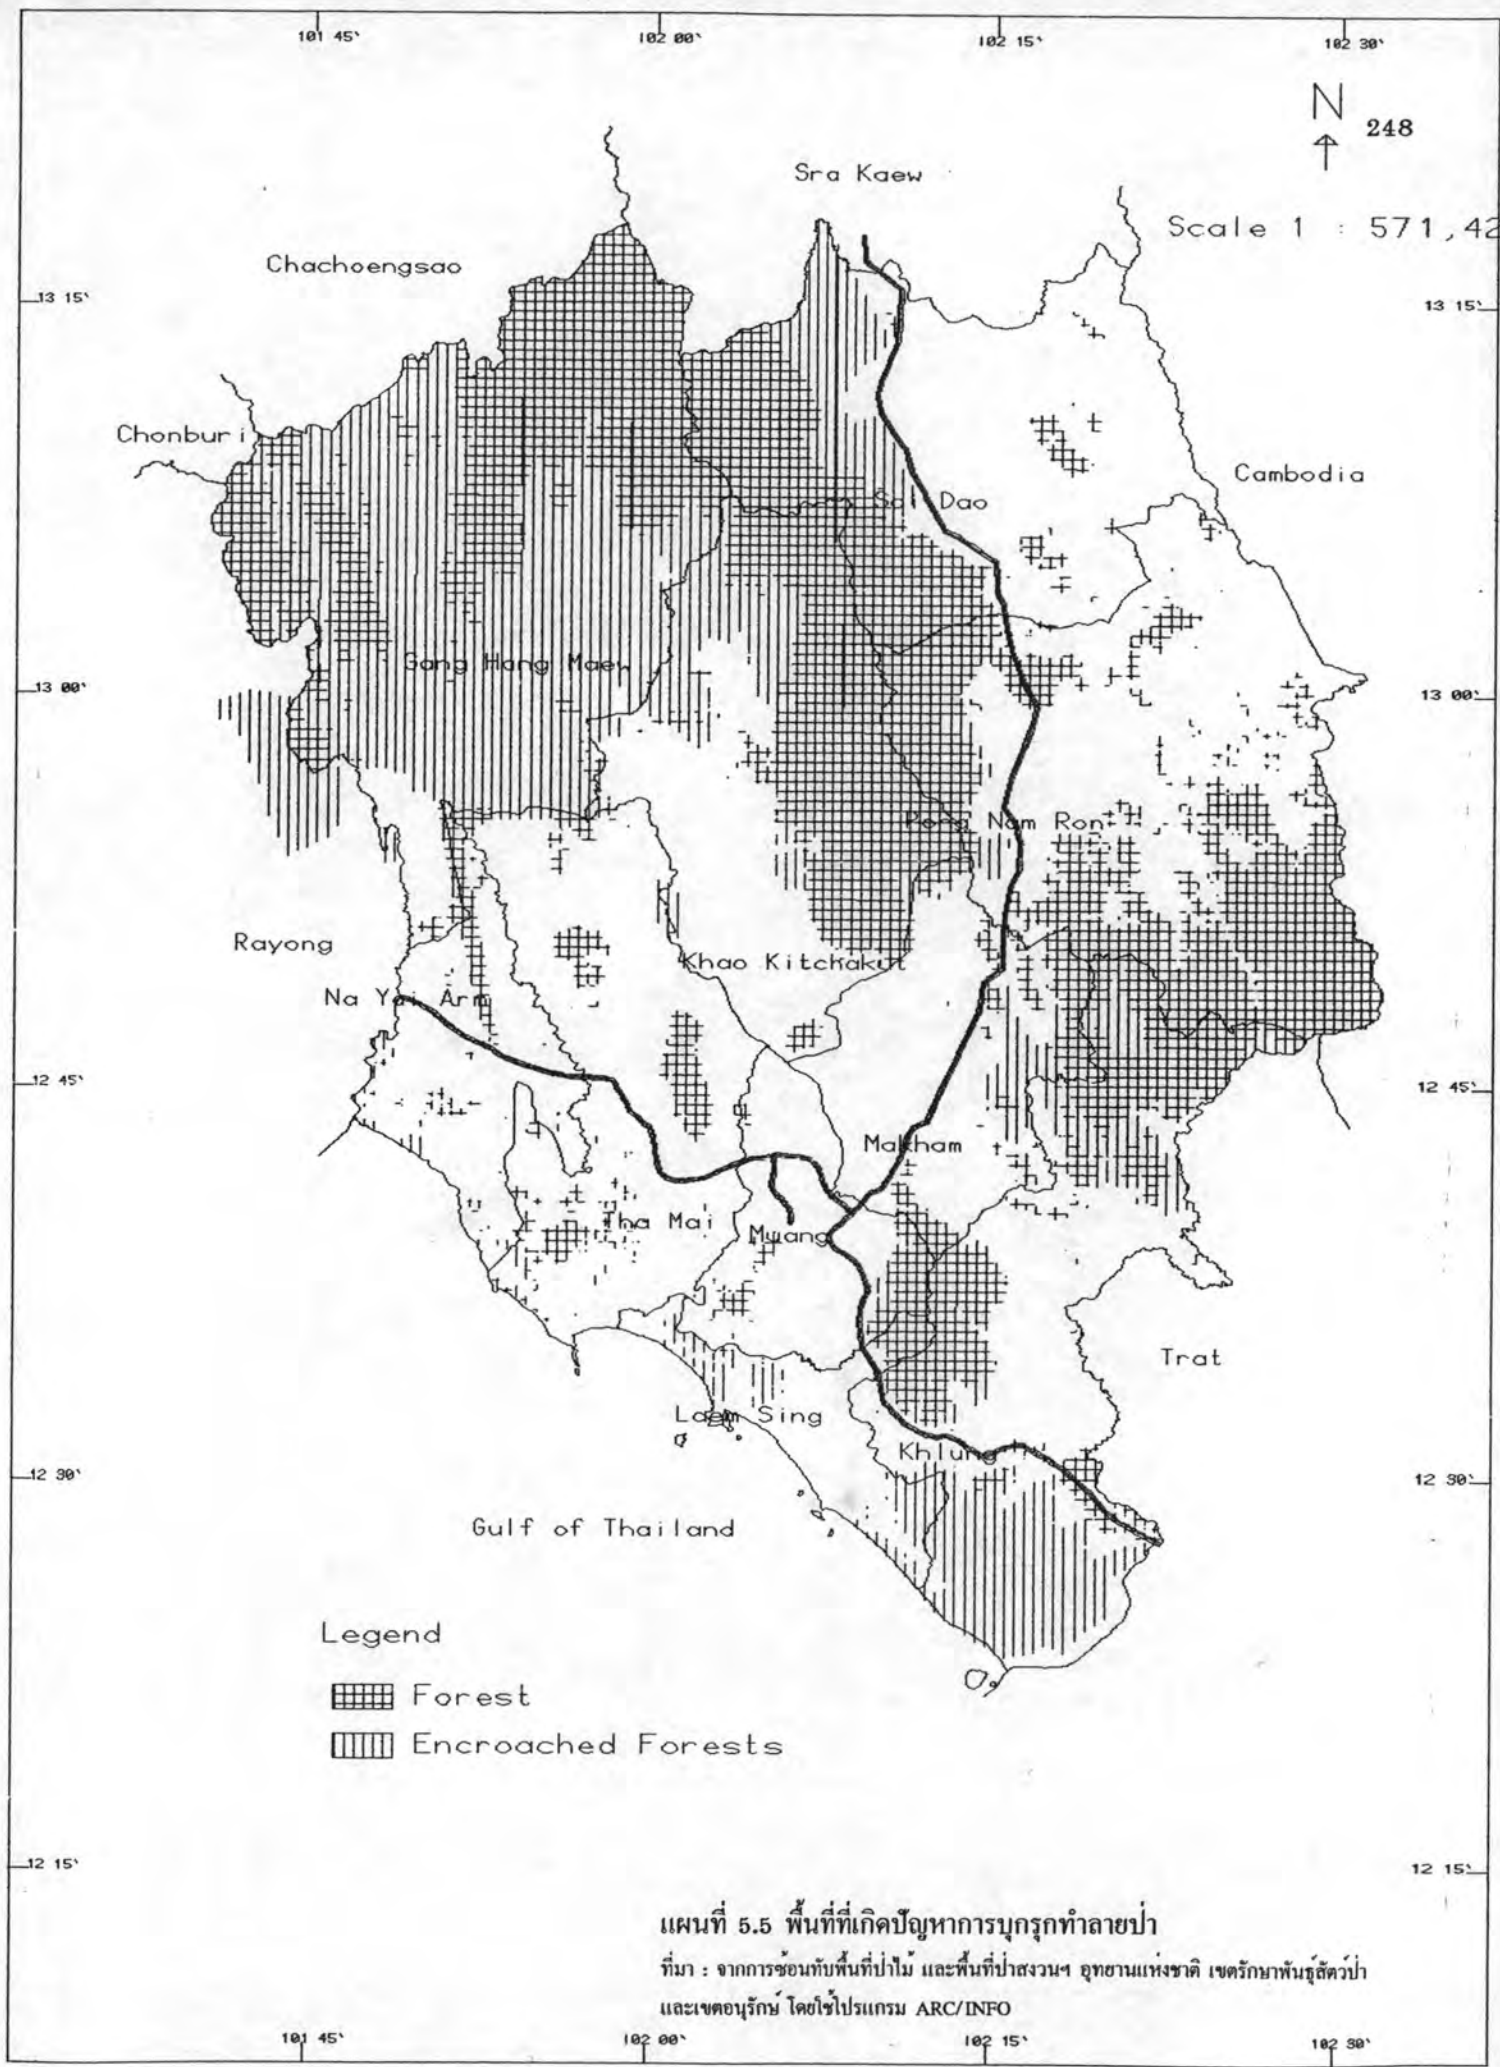 101 45' 102 00' 102 15' 102 30'
N
248
Sra Kaew
Scale 1 : 571,42
Chachoengsao
13 15' 13 15'
Chonburi
Cambodia
Soi Dao
Gang Hang Maew
13 00' 13 00'
Pong Nam Ron
Rayong
Khao Kitchakut
Na Yai Arm
12 45' 12 45'
Makham
Tha Mai
Muang
Trat
Laem Sing
Khlung
12 30' 12 30'
Gulf of Thailand
Legend
Forest
Encroached Forests
12 15' 12 15'
แผนที่ 5.5 พื้นที่ที่เกิดปัญหาการบุกรุกทำลายป่า
ที่มา : จากการซ้อนทับพื้นที่ป่าไม้ และพื้นที่ป่าสงวนฯ อุทยานแห่งชาติ เขตรักษาพันธุ์สัตว์ป่า
และเขตอนุรักษ์ โดยใช้โปรแกรม ARC/INFO
101 45' 102 00' 102 15' 102 30'